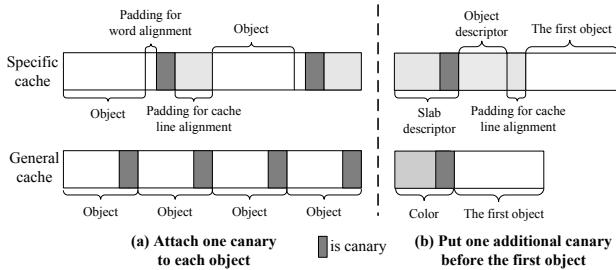 Padding for
word alignment
Object
Object
descriptor
The first object
Specific
cache
Object
Padding for cache
line alignment
Slab
descriptor
Padding for cache
line alignment
General
cache
Object
Object
Object
Object
Color
The first object
(a) Attach one canary
to each object
is canary
(b) Put one additional canary
before the first object